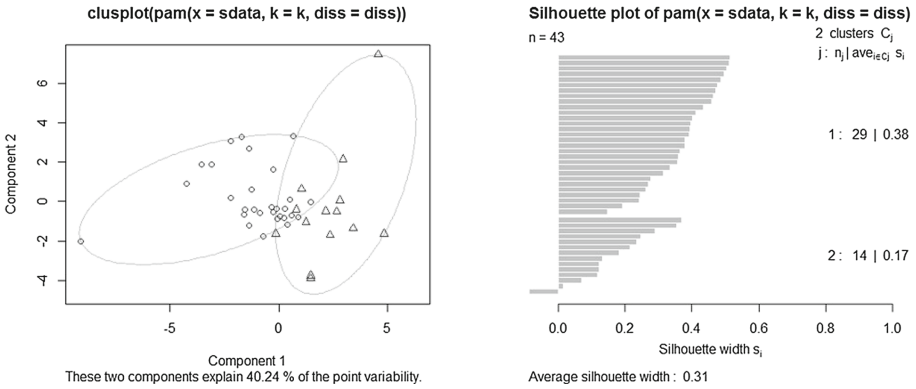 clusplot(pam(x = sdata, k = k, diss = diss))
Component 2
6
4
2
0
-2
-4
-5
0
5
Component 1
These two components explain 40.24 % of the point variability.
Silhouette plot of pam(x = sdata, k = k, diss = diss)
n = 43
2 clusters Cj
j : nj | avei∈Cj si
1 : 29 | 0.38
2 : 14 | 0.17
0.0
0.2
0.4
0.6
0.8
1.0
Silhouette width si
Average silhouette width : 0.31